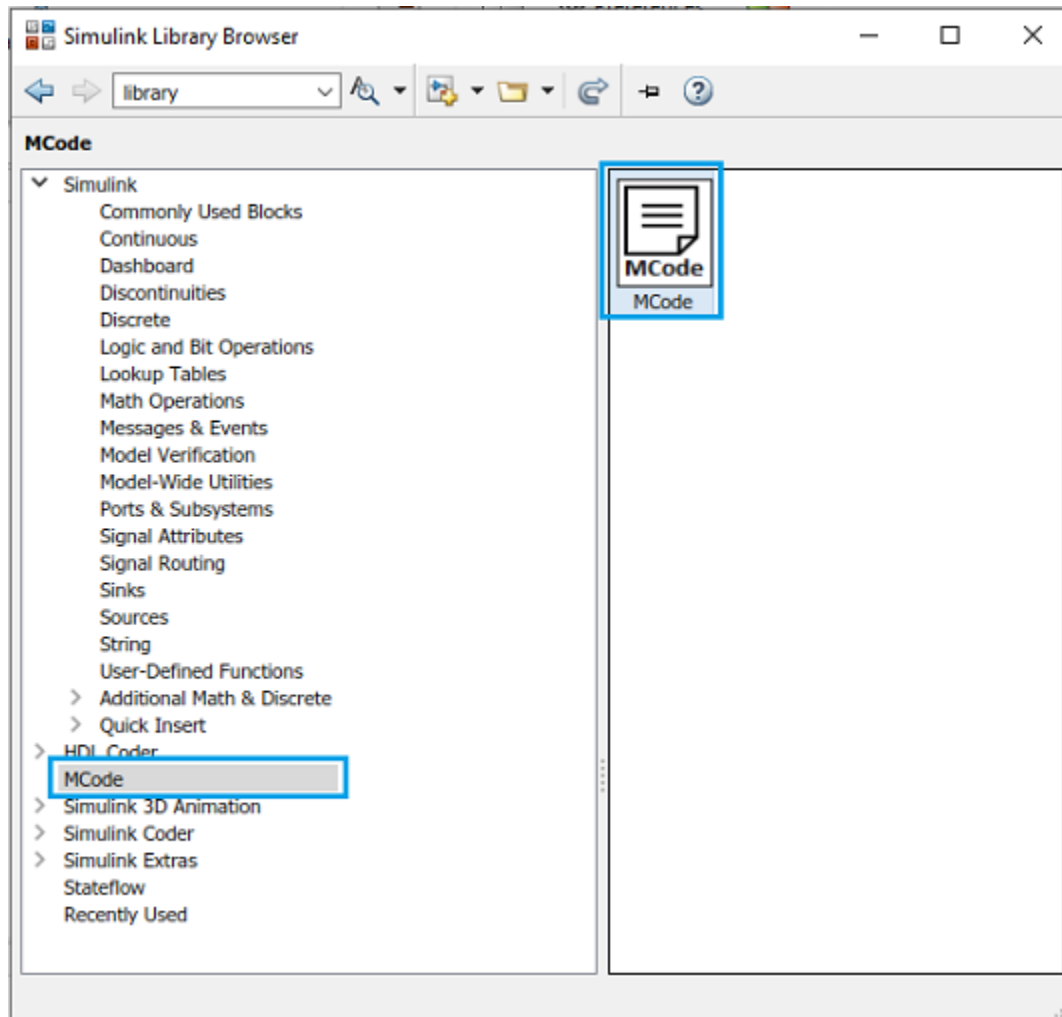 Simulink Library Browser
library
MCode
Simulink
Commonly Used Blocks
Continuous
Dashboard
Discontinuities
Discrete
Logic and Bit Operations
Lookup Tables
Math Operations
Messages & Events
Model Verification
Model-Wide Utilities
Ports & Subsystems
Signal Attributes
Signal Routing
Sinks
Sources
String
User-Defined Functions
Additional Math & Discrete
Quick Insert
HDL Coder
MCode
Simulink 3D Animation
Simulink Coder
Simulink Extras
Stateflow
Recently Used
MCode
MCode